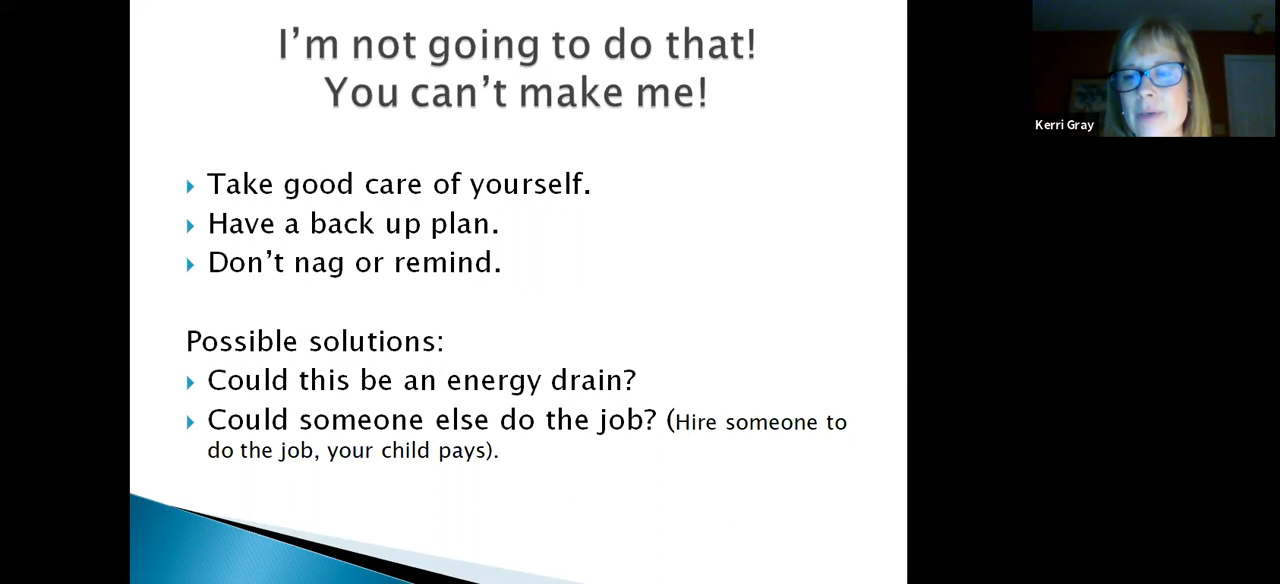 I’m not going to do that!
You can’t make me!
Take good care of yourself.
Have a back up plan.
Don’t nag or remind.
Possible solutions:
Could this be an energy drain?
Could someone else do the job? (Hire someone to
do the job, your child pays).
Kerri Gray